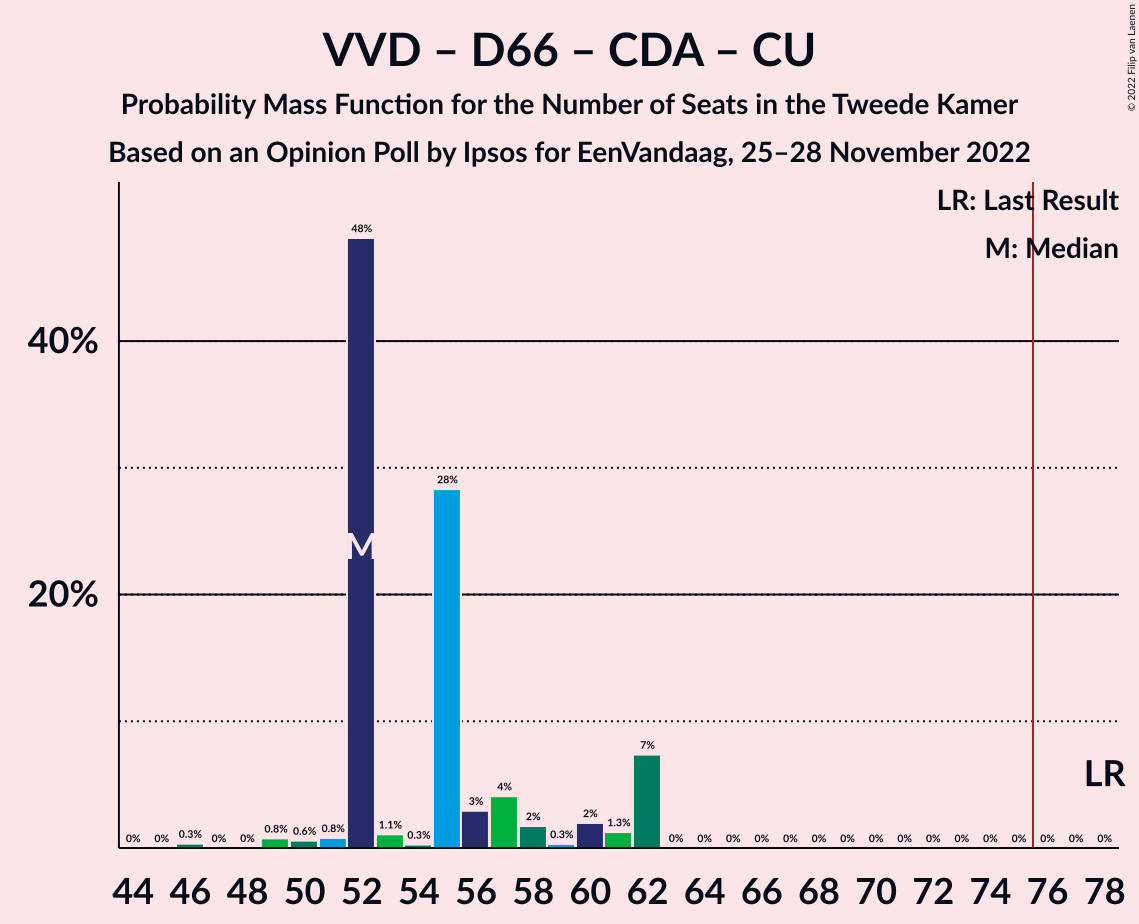 © 2022 Filip van Laenen
VVD – D66 – CDA – CU
Probability Mass Function for the Number of Seats in the Tweede Kamer
Based on an Opinion Poll by Ipsos for EenVandaag, 25–28 November 2022
LR: Last Result
M: Median
40%
20%
0% 0% 0.3% 0% 0% 0.8% 0.6% 0.8% 48% 1.1% 0.3% 28% 3% 4% 2% 0.3% 2% 1.3% 7% 0% 0% 0% 0% 0% 0% 0% 0% 0% 0% 0% 0% 0% 0% 0% 0%
M
LR
44 46 48 50 52 54 56 58 60 62 64 66 68 70 72 74 76 78